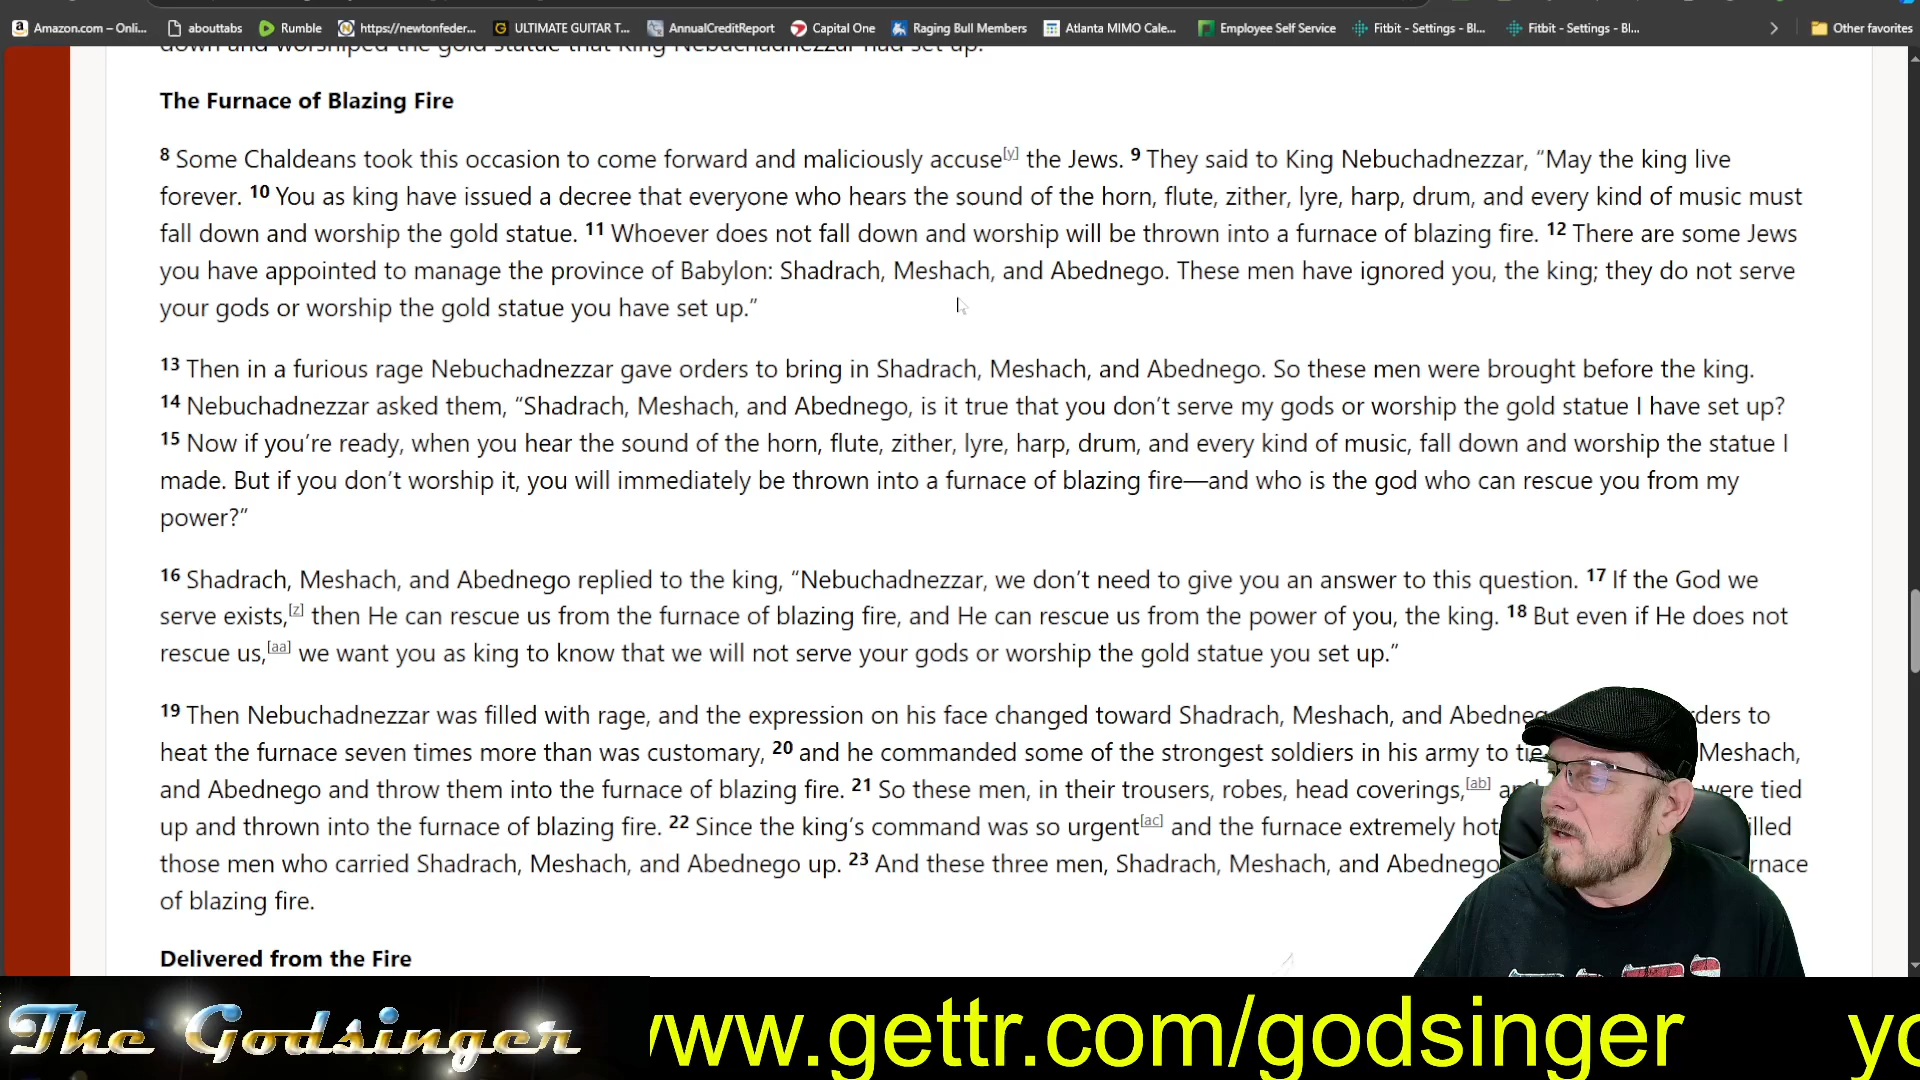 Amazon.com – Onli... abouttabs Rumble https://newtonfeder... ULTIMATE GUITAR T... AnnualCreditReport Capital One Raging Bull Members Atlanta MIMO Cale... Employee Self Service Fitbit - Settings - Bl... Fitbit - Settings - Bl... Other favorites
down and worshiped the gold statue that King Nebuchadnezzar had set up.
The Furnace of Blazing Fire
8 Some Chaldeans took this occasion to come forward and maliciously accuse[y] the Jews. 9 They said to King Nebuchadnezzar, “May the king live
forever. 10 You as king have issued a decree that everyone who hears the sound of the horn, flute, zither, lyre, harp, drum, and every kind of music must
fall down and worship the gold statue. 11 Whoever does not fall down and worship will be thrown into a furnace of blazing fire. 12 There are some Jews
you have appointed to manage the province of Babylon: Shadrach, Meshach, and Abednego. These men have ignored you, the king; they do not serve
your gods or worship the gold statue you have set up.”
13 Then in a furious rage Nebuchadnezzar gave orders to bring in Shadrach, Meshach, and Abednego. So these men were brought before the king.
14 Nebuchadnezzar asked them, “Shadrach, Meshach, and Abednego, is it true that you don’t serve my gods or worship the gold statue I have set up?
15 Now if you’re ready, when you hear the sound of the horn, flute, zither, lyre, harp, drum, and every kind of music, fall down and worship the statue I
made. But if you don’t worship it, you will immediately be thrown into a furnace of blazing fire—and who is the god who can rescue you from my
power?”
16 Shadrach, Meshach, and Abednego replied to the king, “Nebuchadnezzar, we don’t need to give you an answer to this question. 17 If the God we
serve exists,[z] then He can rescue us from the furnace of blazing fire, and He can rescue us from the power of you, the king. 18 But even if He does not
rescue us,[aa] we want you as king to know that we will not serve your gods or worship the gold statue you set up.”
19 Then Nebuchadnezzar was filled with rage, and the expression on his face changed toward Shadrach, Meshach, and Abedneg rders to
heat the furnace seven times more than was customary, 20 and he commanded some of the strongest soldiers in his army to tie Meshach,
and Abednego and throw them into the furnace of blazing fire. 21 So these men, in their trousers, robes, head coverings,[ab] were tied
up and thrown into the furnace of blazing fire. 22 Since the king’s command was so urgent[ac] and the furnace extremely hot illed
those men who carried Shadrach, Meshach, and Abednego up. 23 And these three men, Shadrach, Meshach, and Abednego rnace
of blazing fire.
Delivered from the Fire
The Godsinger www.gettr.com/godsinger yo